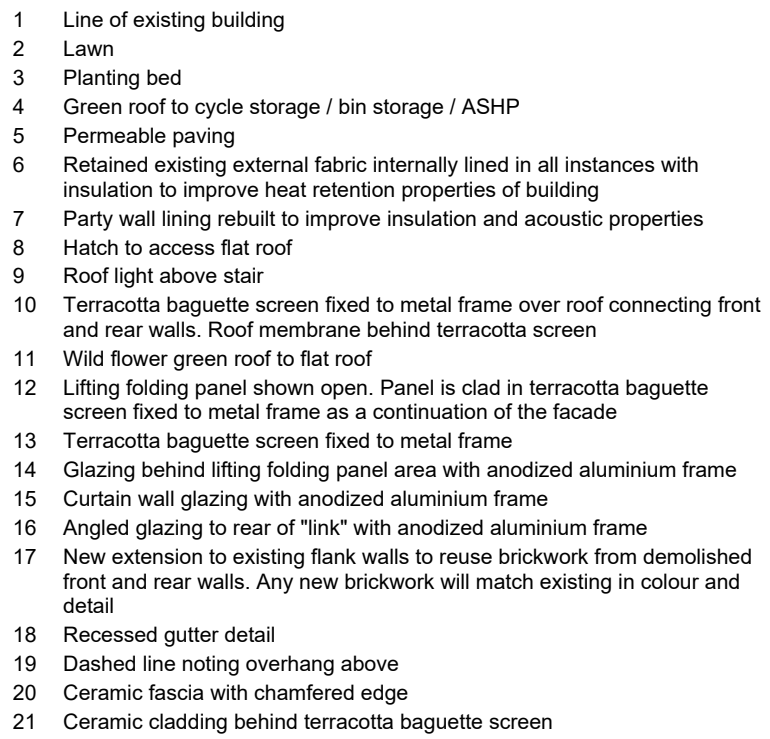 1 Line of existing building
2 Lawn
3 Planting bed
4 Green roof to cycle storage / bin storage / ASHP
5 Permeable paving
6 Retained existing external fabric internally lined in all instances with
insulation to improve heat retention properties of building
7 Party wall lining rebuilt to improve insulation and acoustic properties
8 Hatch to access flat roof
9 Roof light above stair
10 Terracotta baguette screen fixed to metal frame over roof connecting front
and rear walls. Roof membrane behind terracotta screen
11 Wild flower green roof to flat roof
12 Lifting folding panel shown open. Panel is clad in terracotta baguette
screen fixed to metal frame as a continuation of the facade
13 Terracotta baguette screen fixed to metal frame
14 Glazing behind lifting folding panel area with anodized aluminium frame
15 Curtain wall glazing with anodized aluminium frame
16 Angled glazing to rear of "link" with anodized aluminium frame
17 New extension to existing flank walls to reuse brickwork from demolished
front and rear walls. Any new brickwork will match existing in colour and
detail
18 Recessed gutter detail
19 Dashed line noting overhang above
20 Ceramic fascia with chamfered edge
21 Ceramic cladding behind terracotta baguette screen